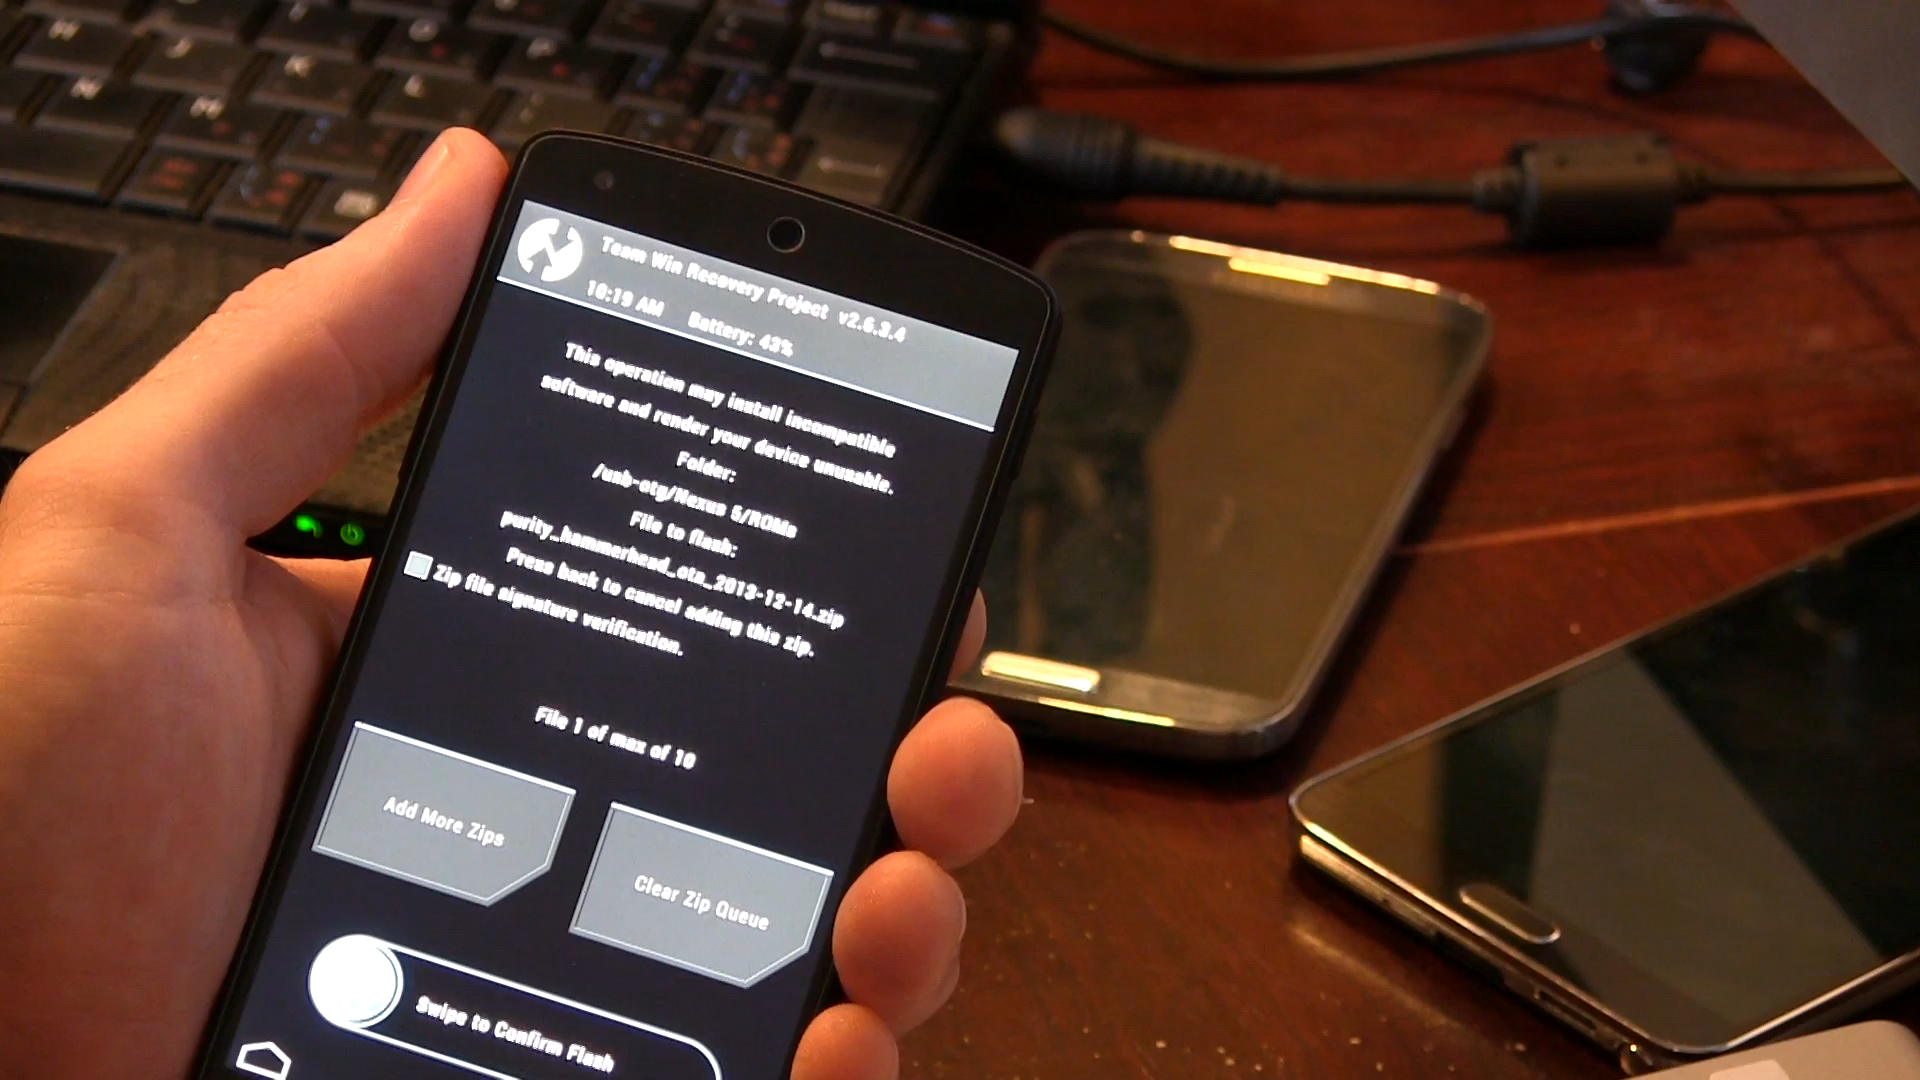 H
J
K
L
O
P
N
M
Team Win Recovery Project v2.6.3.4
10:19 AM Battery: 43%
This operation may install incompatible
software and render your device unusable.
Folder:
/usb-otg/Nexus 5/ROMs
File to flash:
purity_hammerhead_ota_2013-12-14.zip
Press back to cancel adding this zip.
Zip file signature verification.
File 1 of max of 10
Add More Zips
Clear Zip Queue
Swipe to Confirm Flash